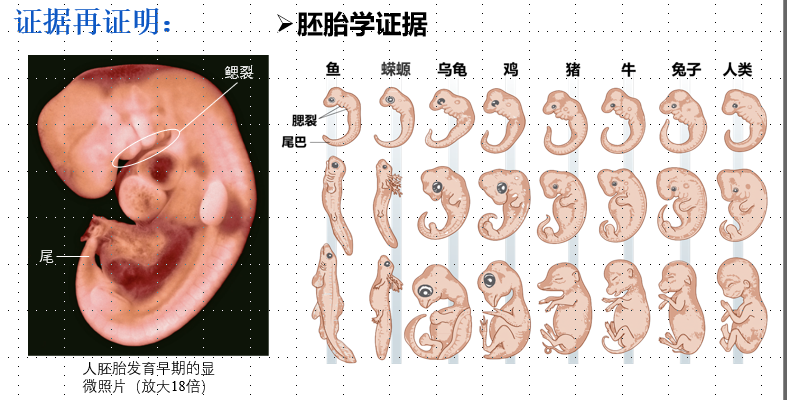 证据再证明：
➢胚胎学证据
鳃裂
尾
人胚胎发育早期的显
微照片（放大18倍）
鱼 蝾螈 乌龟 鸡 猪 牛 兔子 人类
腮裂
尾巴